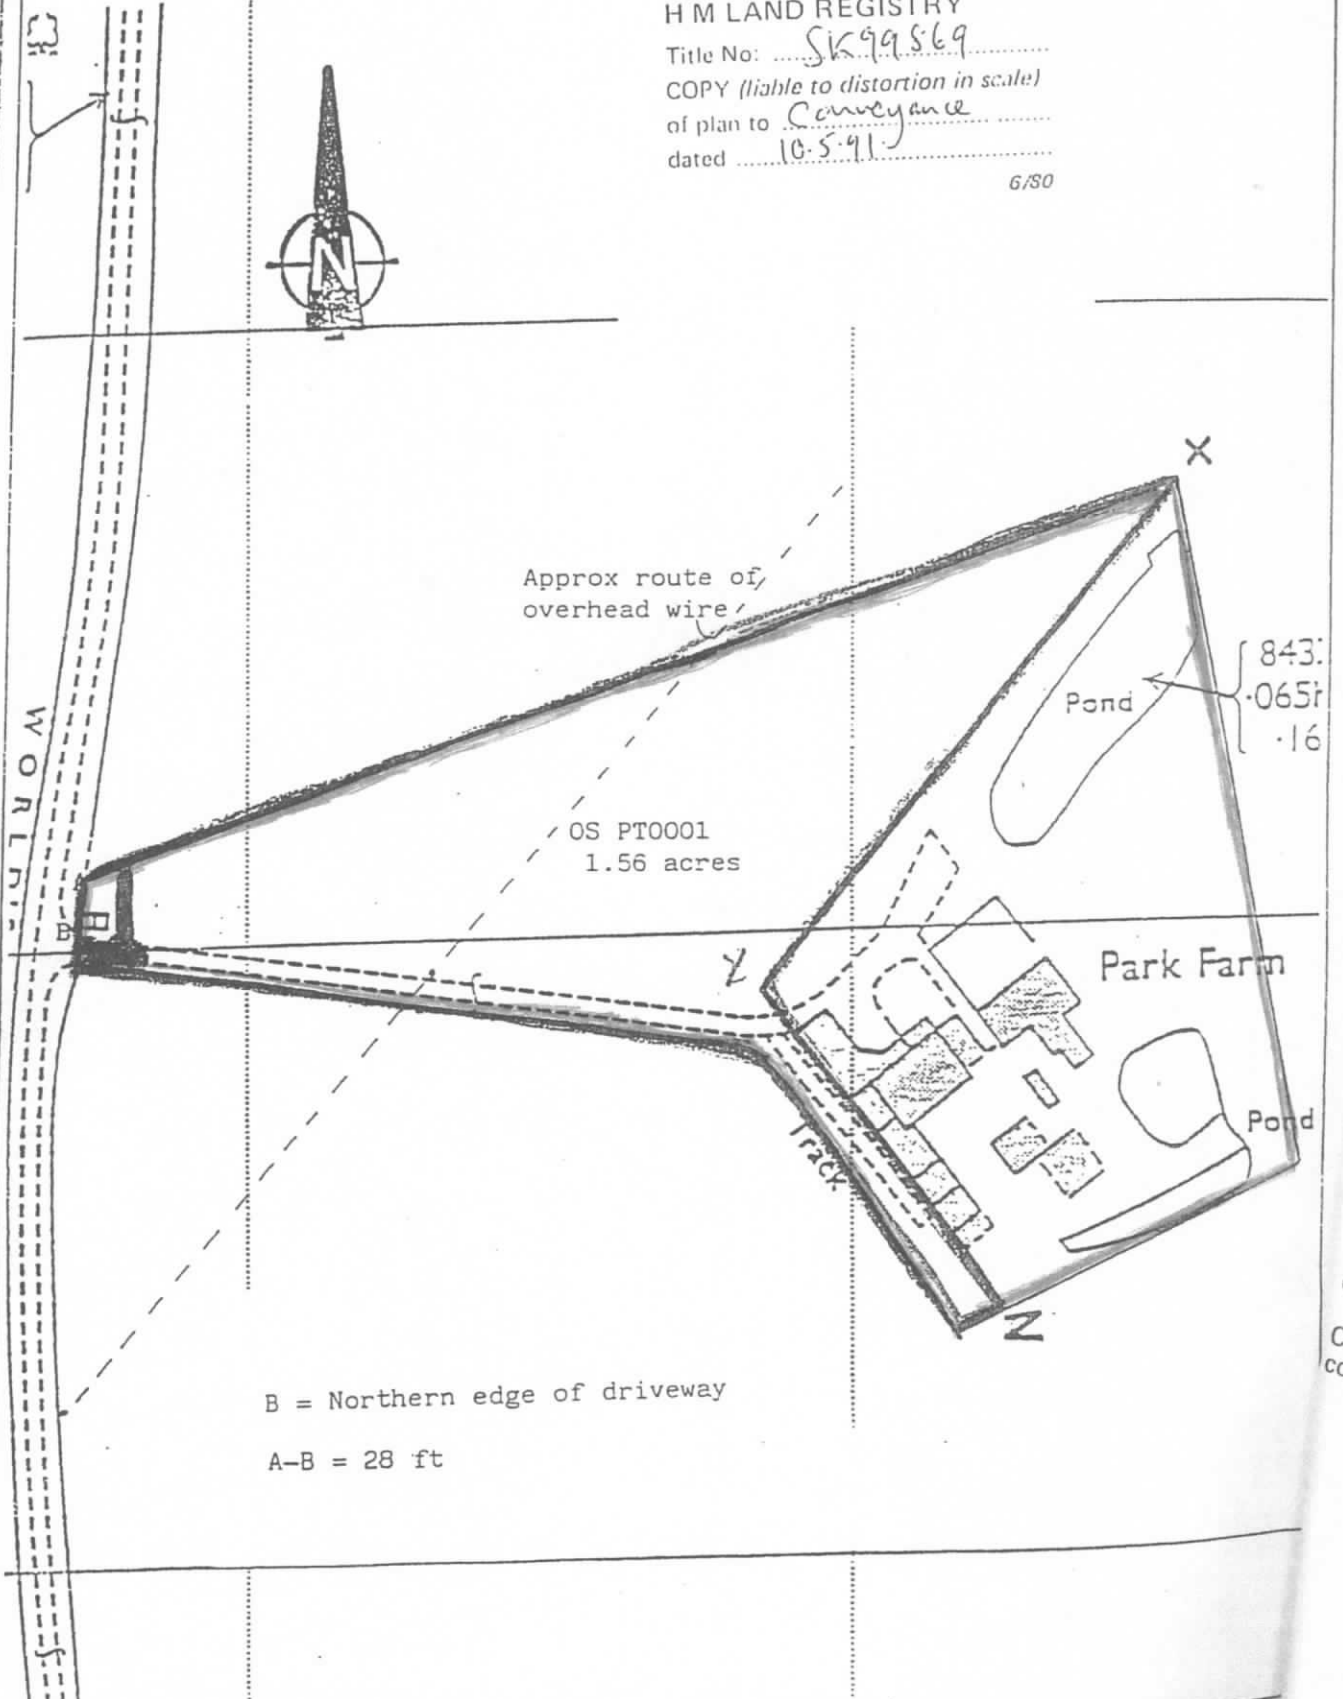 H M LAND REGISTRY
Title No: SK99569
COPY (liable to distortion in scale)
of plan to Conveyance
dated 10.5.91.
6/80
N
X
Approx route of
overhead wire
843
.065
.16
Pond
WORLD
OS PT0001
1.56 acres
A
B
Y
Park Farm
Pond
Track
Z
B = Northern edge of driveway
A-B = 28 ft